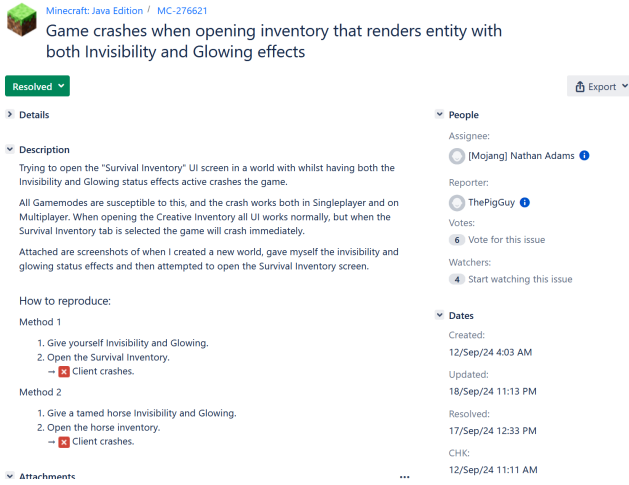 Minecraft: Java Edition / MC-276621
Game crashes when opening inventory that renders entity with
both Invisibility and Glowing effects
Resolved
Export
Details
Description
Trying to open the "Survival Inventory" UI screen in a world with whilst having both the
Invisibility and Glowing status effects active crashes the game.
All Gamemodes are susceptible to this, and the crash works both in Singleplayer and on
Multiplayer. When opening the Creative Inventory all UI works normally, but when the
Survival Inventory tab is selected the game will crash immediately.
Attached are screenshots of when I created a new world, gave myself the invisibility and
glowing status effects and then attempted to open the Survival Inventory screen.
How to reproduce:
Method 1
1. Give yourself Invisibility and Glowing.
2. Open the Survival Inventory.
→ Client crashes.
Method 2
1. Give a tamed horse Invisibility and Glowing.
2. Open the horse inventory.
→ Client crashes.
Attachments
People
Assignee:
[Mojang] Nathan Adams
Reporter:
ThePigGuy
Votes:
6 Vote for this issue
Watchers:
4 Start watching this issue
Dates
Created:
12/Sep/24 4:03 AM
Updated:
18/Sep/24 11:13 PM
Resolved:
17/Sep/24 12:33 PM
CHK:
12/Sep/24 11:11 AM